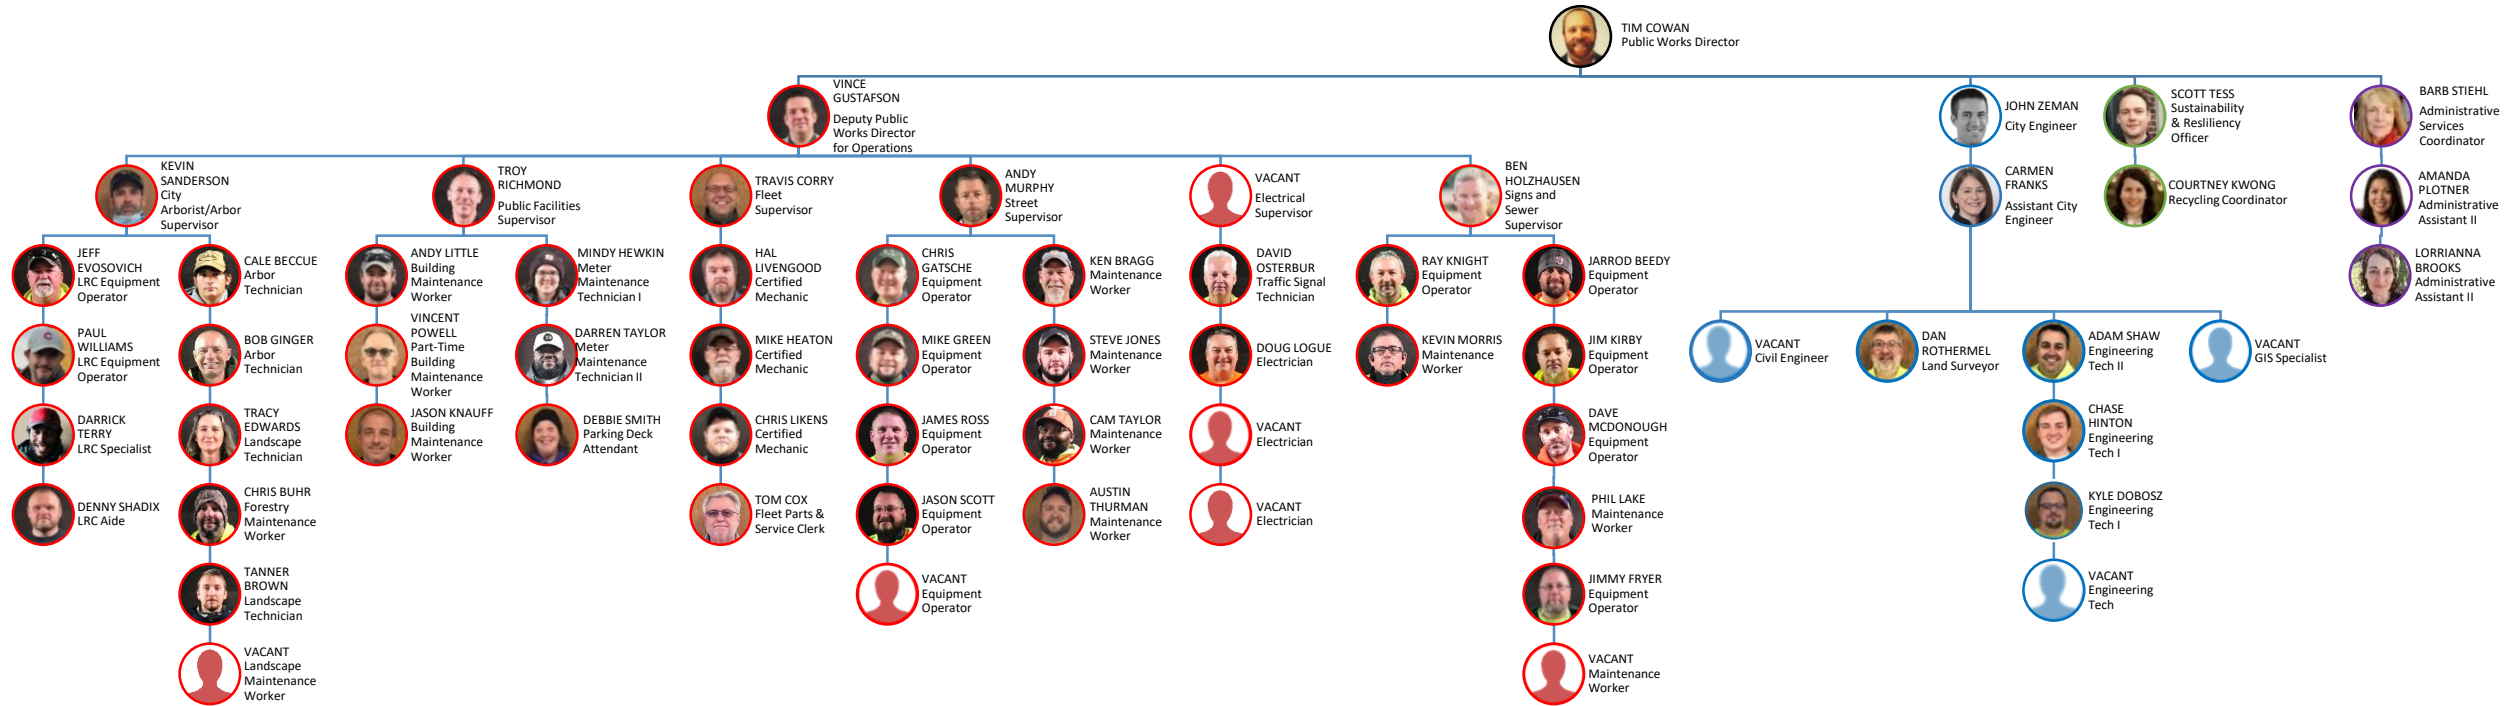 TIM COWAN
Public Works Director
VINCE
GUSTAFSON
Deputy Public
Works Director
for Operations
JOHN ZEMAN
City Engineer
SCOTT TESS
Sustainability
& Resliliency
Officer
BARB STIEHL
Administrative
Services
Coordinator
KEVIN
SANDERSON
City
Arborist/Arbor
Supervisor
TROY
RICHMOND
Public Facilities
Supervisor
TRAVIS CORRY
Fleet
Supervisor
ANDY
MURPHY
Street
Supervisor
VACANT
Electrical
Supervisor
BEN
HOLZHAUSEN
Signs and
Sewer
Supervisor
CARMEN
FRANKS
Assistant City
Engineer
COURTNEY KWONG
Recycling Coordinator
AMANDA
PLOTNER
Administrative
Assistant II
JEFF
EVOSOVICH
LRC Equipment
Operator
CALE BECCUE
Arbor
Technician
ANDY LITTLE
Building
Maintenance
Worker
MINDY HEWKIN
Meter
Maintenance
Technician I
HAL
LIVENGOOD
Certified
Mechanic
CHRIS
GATSCHE
Equipment
Operator
KEN BRAGG
Maintenance
Worker
DAVID
OSTERBUR
Traffic Signal
Technician
RAY KNIGHT
Equipment
Operator
JARROD BEEDY
Equipment
Operator
LORRIANNA
BROOKS
Administrative
Assistant II
PAUL
WILLIAMS
LRC Equipment
Operator
BOB GINGER
Arbor
Technician
VINCENT
POWELL
Part-Time
Building
Maintenance
Worker
DARREN TAYLOR
Meter
Maintenance
Technician II
MIKE HEATON
Certified
Mechanic
MIKE GREEN
Equipment
Operator
STEVE JONES
Maintenance
Worker
DOUG LOGUE
Electrician
KEVIN MORRIS
Maintenance
Worker
JIM KIRBY
Equipment
Operator
VACANT
Civil Engineer
DAN
ROTHERMEL
Land Surveyor
ADAM SHAW
Engineering
Tech II
VACANT
GIS Specialist
DARRICK
TERRY
LRC Specialist
TRACY
EDWARDS
Landscape
Technician
JASON KNAUFF
Building
Maintenance
Worker
DEBBIE SMITH
Parking Deck
Attendant
CHRIS LIKENS
Certified
Mechanic
JAMES ROSS
Equipment
Operator
CAM TAYLOR
Maintenance
Worker
VACANT
Electrician
DAVE
MCDONOUGH
Equipment
Operator
CHASE
HINTON
Engineering
Tech I
DENNY SHADIX
LRC Aide
CHRIS BUHR
Forestry
Maintenance
Worker
TOM COX
Fleet Parts &
Service Clerk
JASON SCOTT
Equipment
Operator
AUSTIN
THURMAN
Maintenance
Worker
VACANT
Electrician
PHIL LAKE
Maintenance
Worker
KYLE DOBOSZ
Engineering
Tech I
TANNER
BROWN
Landscape
Technician
VACANT
Equipment
Operator
JIMMY FRYER
Equipment
Operator
VACANT
Engineering
Tech
VACANT
Landscape
Maintenance
Worker
VACANT
Maintenance
Worker